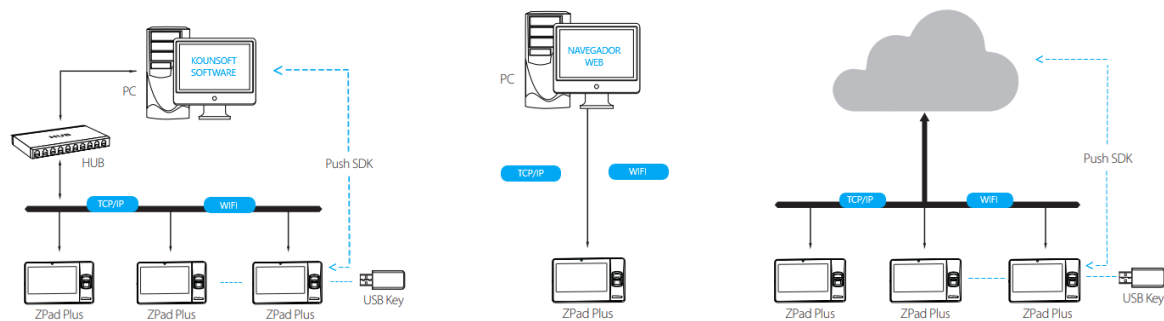 KOUNSOFT
SOFTWARE
PC
HUB
HUB
Push SDK
TCP/IP
WIFI
ZPad Plus
ZPad Plus
ZPad Plus
USB Key
NAVEGADOR
WEB
PC
TCP/IP
WIFI
ZPad Plus
Push SDK
TCP/IP
WIFI
ZPad Plus
ZPad Plus
ZPad Plus
USB Key